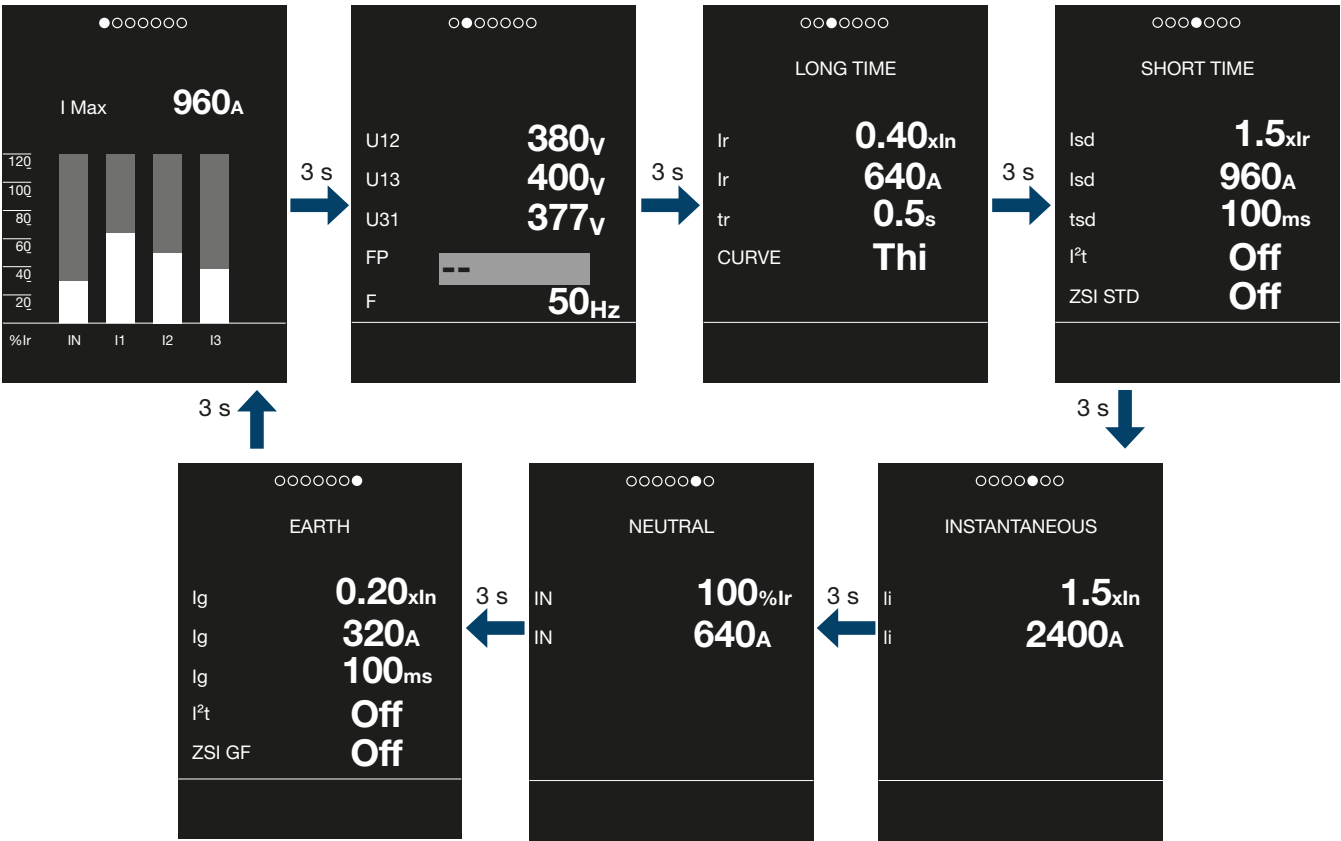 I Max 960A
120
100
80
60
40
20
%Ir IN I1 I2 I3
3 s
U12 380V
U13 400V
U31 377V
FP --
F 50Hz
3 s
LONG TIME
Ir 0.40xIn
Ir 640A
tr 0.5s
CURVE Thi
3 s
SHORT TIME
Isd 1.5xIr
Isd 960A
tsd 100ms
I²t Off
ZSI STD Off
3 s
INSTANTANEOUS
Ii 1.5xIn
Ii 2400A
3 s
NEUTRAL
IN 100%Ir
IN 640A
3 s
EARTH
Ig 0.20xIn
Ig 320A
Ig 100ms
I²t Off
ZSI GF Off
3 s